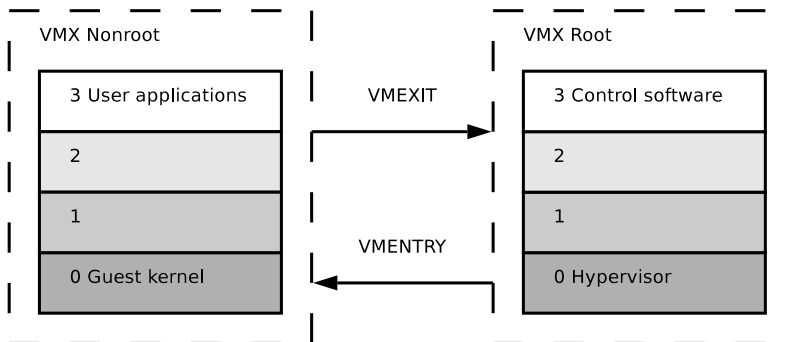 VMX Nonroot
3 User applications
2
1
0 Guest kernel
VMEXIT
VMENTRY
VMX Root
3 Control software
2
1
0 Hypervisor